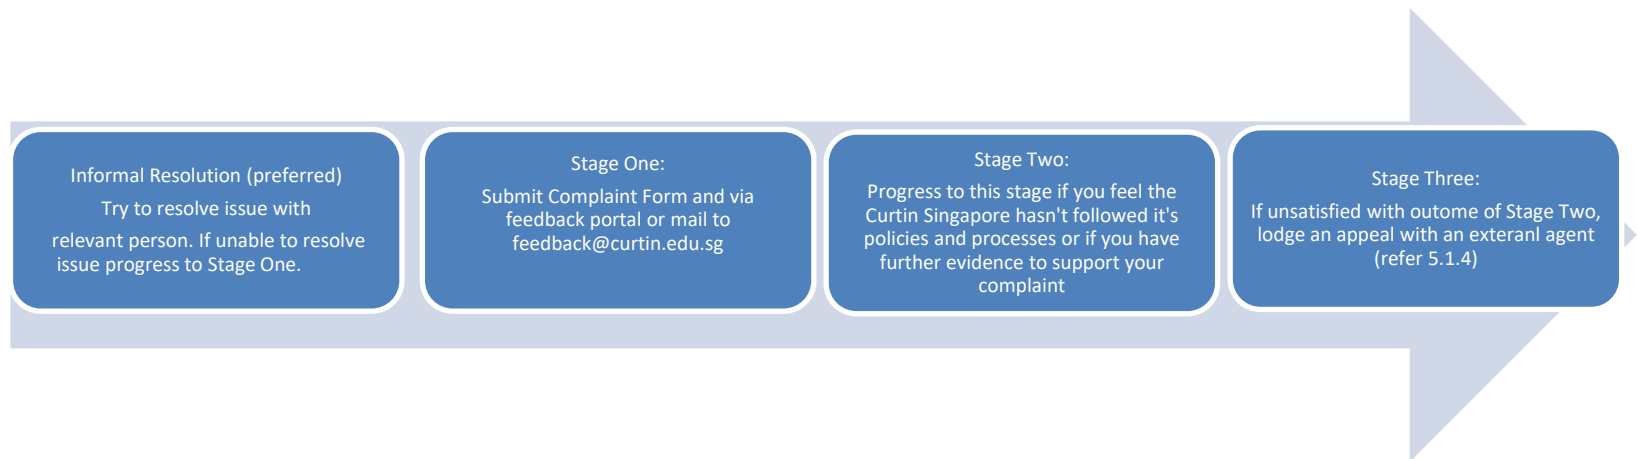 Informal Resolution (preferred)
Try to resolve issue with
relevant person. If unable to resolve
issue progress to Stage One.
Stage One:
Submit Complaint Form and via
feedback portal or mail to
feedback@curtin.edu.sg
Stage Two:
Progress to this stage if you feel the
Curtin Singapore hasn't followed it's
policies and processes or if you have
further evidence to support your
complaint
Stage Three:
If unsatisfied with outome of Stage Two,
lodge an appeal with an exteranl agent
(refer 5.1.4)